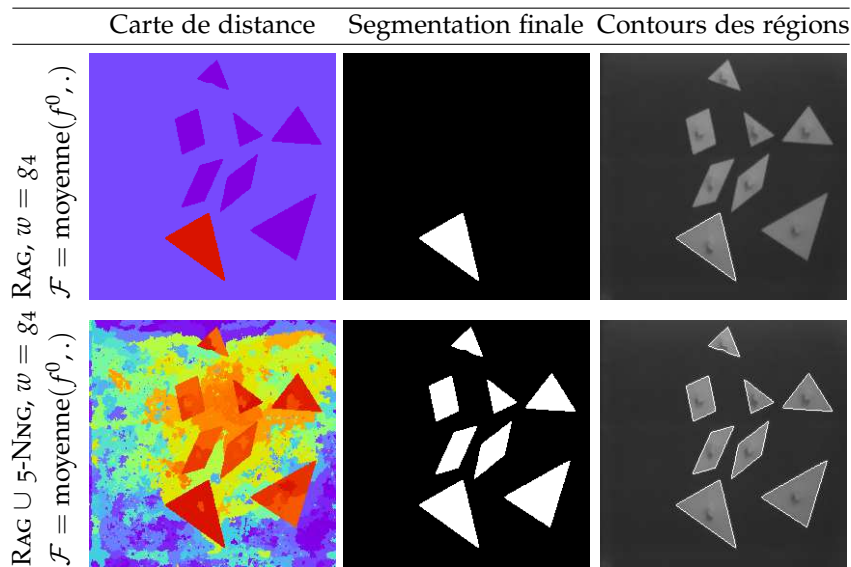 Carte de distance Segmentation finale Contours des régions
RAG, w = g₄
F = moyenne(f⁰,.)
RAG ∪ 5-NNG, w = g₄
F = moyenne(f⁰,.)